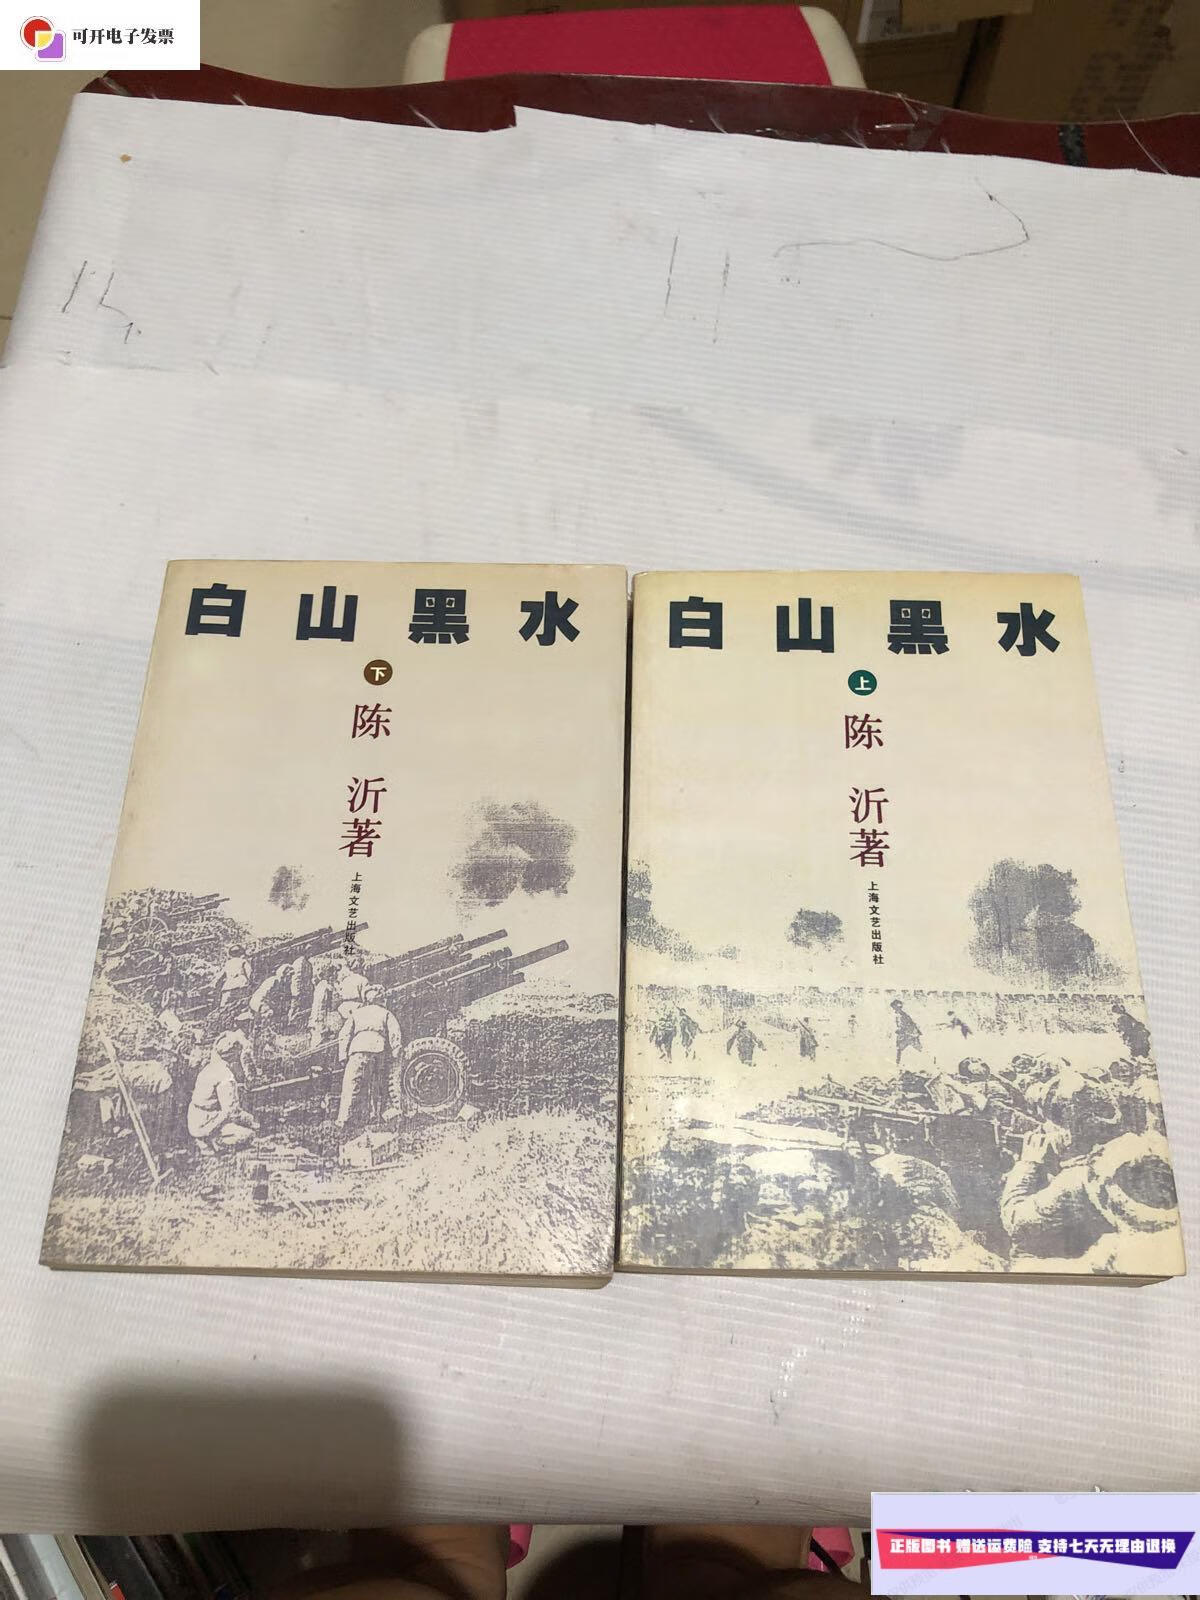 可开电子发票
白山黑水
下
陈沂著
上海文艺出版社
白山黑水
上
陈沂著
上海文艺出版社
正版图书 赠送运费险 支持七天无理由退换